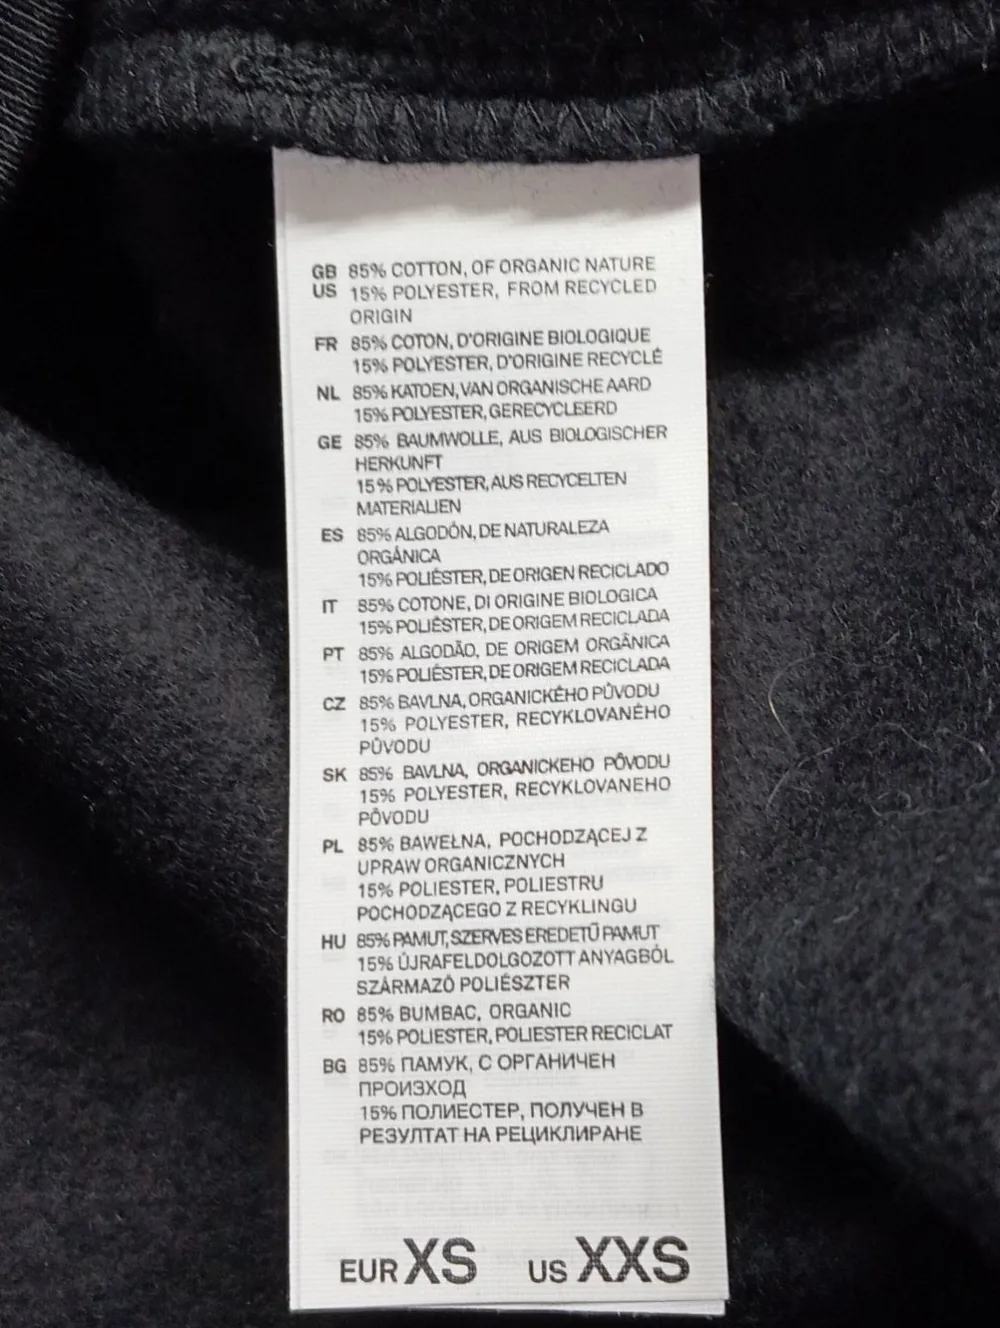 GB 85% COTTON, OF ORGANIC NATURE
US 15% POLYESTER, FROM RECYCLED
ORIGIN
FR 85% COTON, D'ORIGINE BIOLOGIQUE
15% POLYESTER, D'ORIGINE RECYCLÉ
NL 85% KATOEN, VAN ORGANISCHE AARD
15% POLYESTER, GERECYCLEERD
GE 85% BAUMWOLLE, AUS BIOLOGISCHER
HERKUNFT
15% POLYESTER, AUS RECYCELTEN
MATERIALIEN
ES 85% ALGODÓN, DE NATURALEZA
ORGÁNICA
15% POLIÉSTER, DE ORIGEN RECICLADO
IT 85% COTONE, DI ORIGINE BIOLOGICA
15% POLIÉSTER, DE ORIGEM RECICLADA
PT 85% ALGODÃO, DE ORIGEM ORGÂNICA
15% POLIÉSTER, DE ORIGEM RECICLADA
CZ 85% BAVLNA, ORGANICKÉHO PŮVODU
15% POLYESTER, RECYKLOVANÉHO
PŮVODU
SK 85% BAVLNA, ORGANICKEHO PÔVODU
15% POLYESTER, RECYKLOVANEHO
PÔVODU
PL 85% BAWEŁNA, POCHODZĄCEJ Z
UPRAW ORGANICZNYCH
15% POLIESTER, POLIESTRU
POCHODZĄCEGO Z RECYKLINGU
HU 85% PAMUT, SZERVES EREDETŰ PAMUT
15% ÚJRAFELDOLGOZOTT ANYAGBÓL
SZÁRMAZÓ POLIÉSZTER
RO 85% BUMBAC, ORGANIC
15% POLIESTER, POLIESTER RECICLAT
BG 85% ПАМУК, С ОРГАНИЧЕН
ПРОИЗХОД
15% ПОЛИЕСТЕР, ПОЛУЧЕН В
РЕЗУЛТАТ НА РЕЦИКЛИРАНЕ
EUR XS US XXS